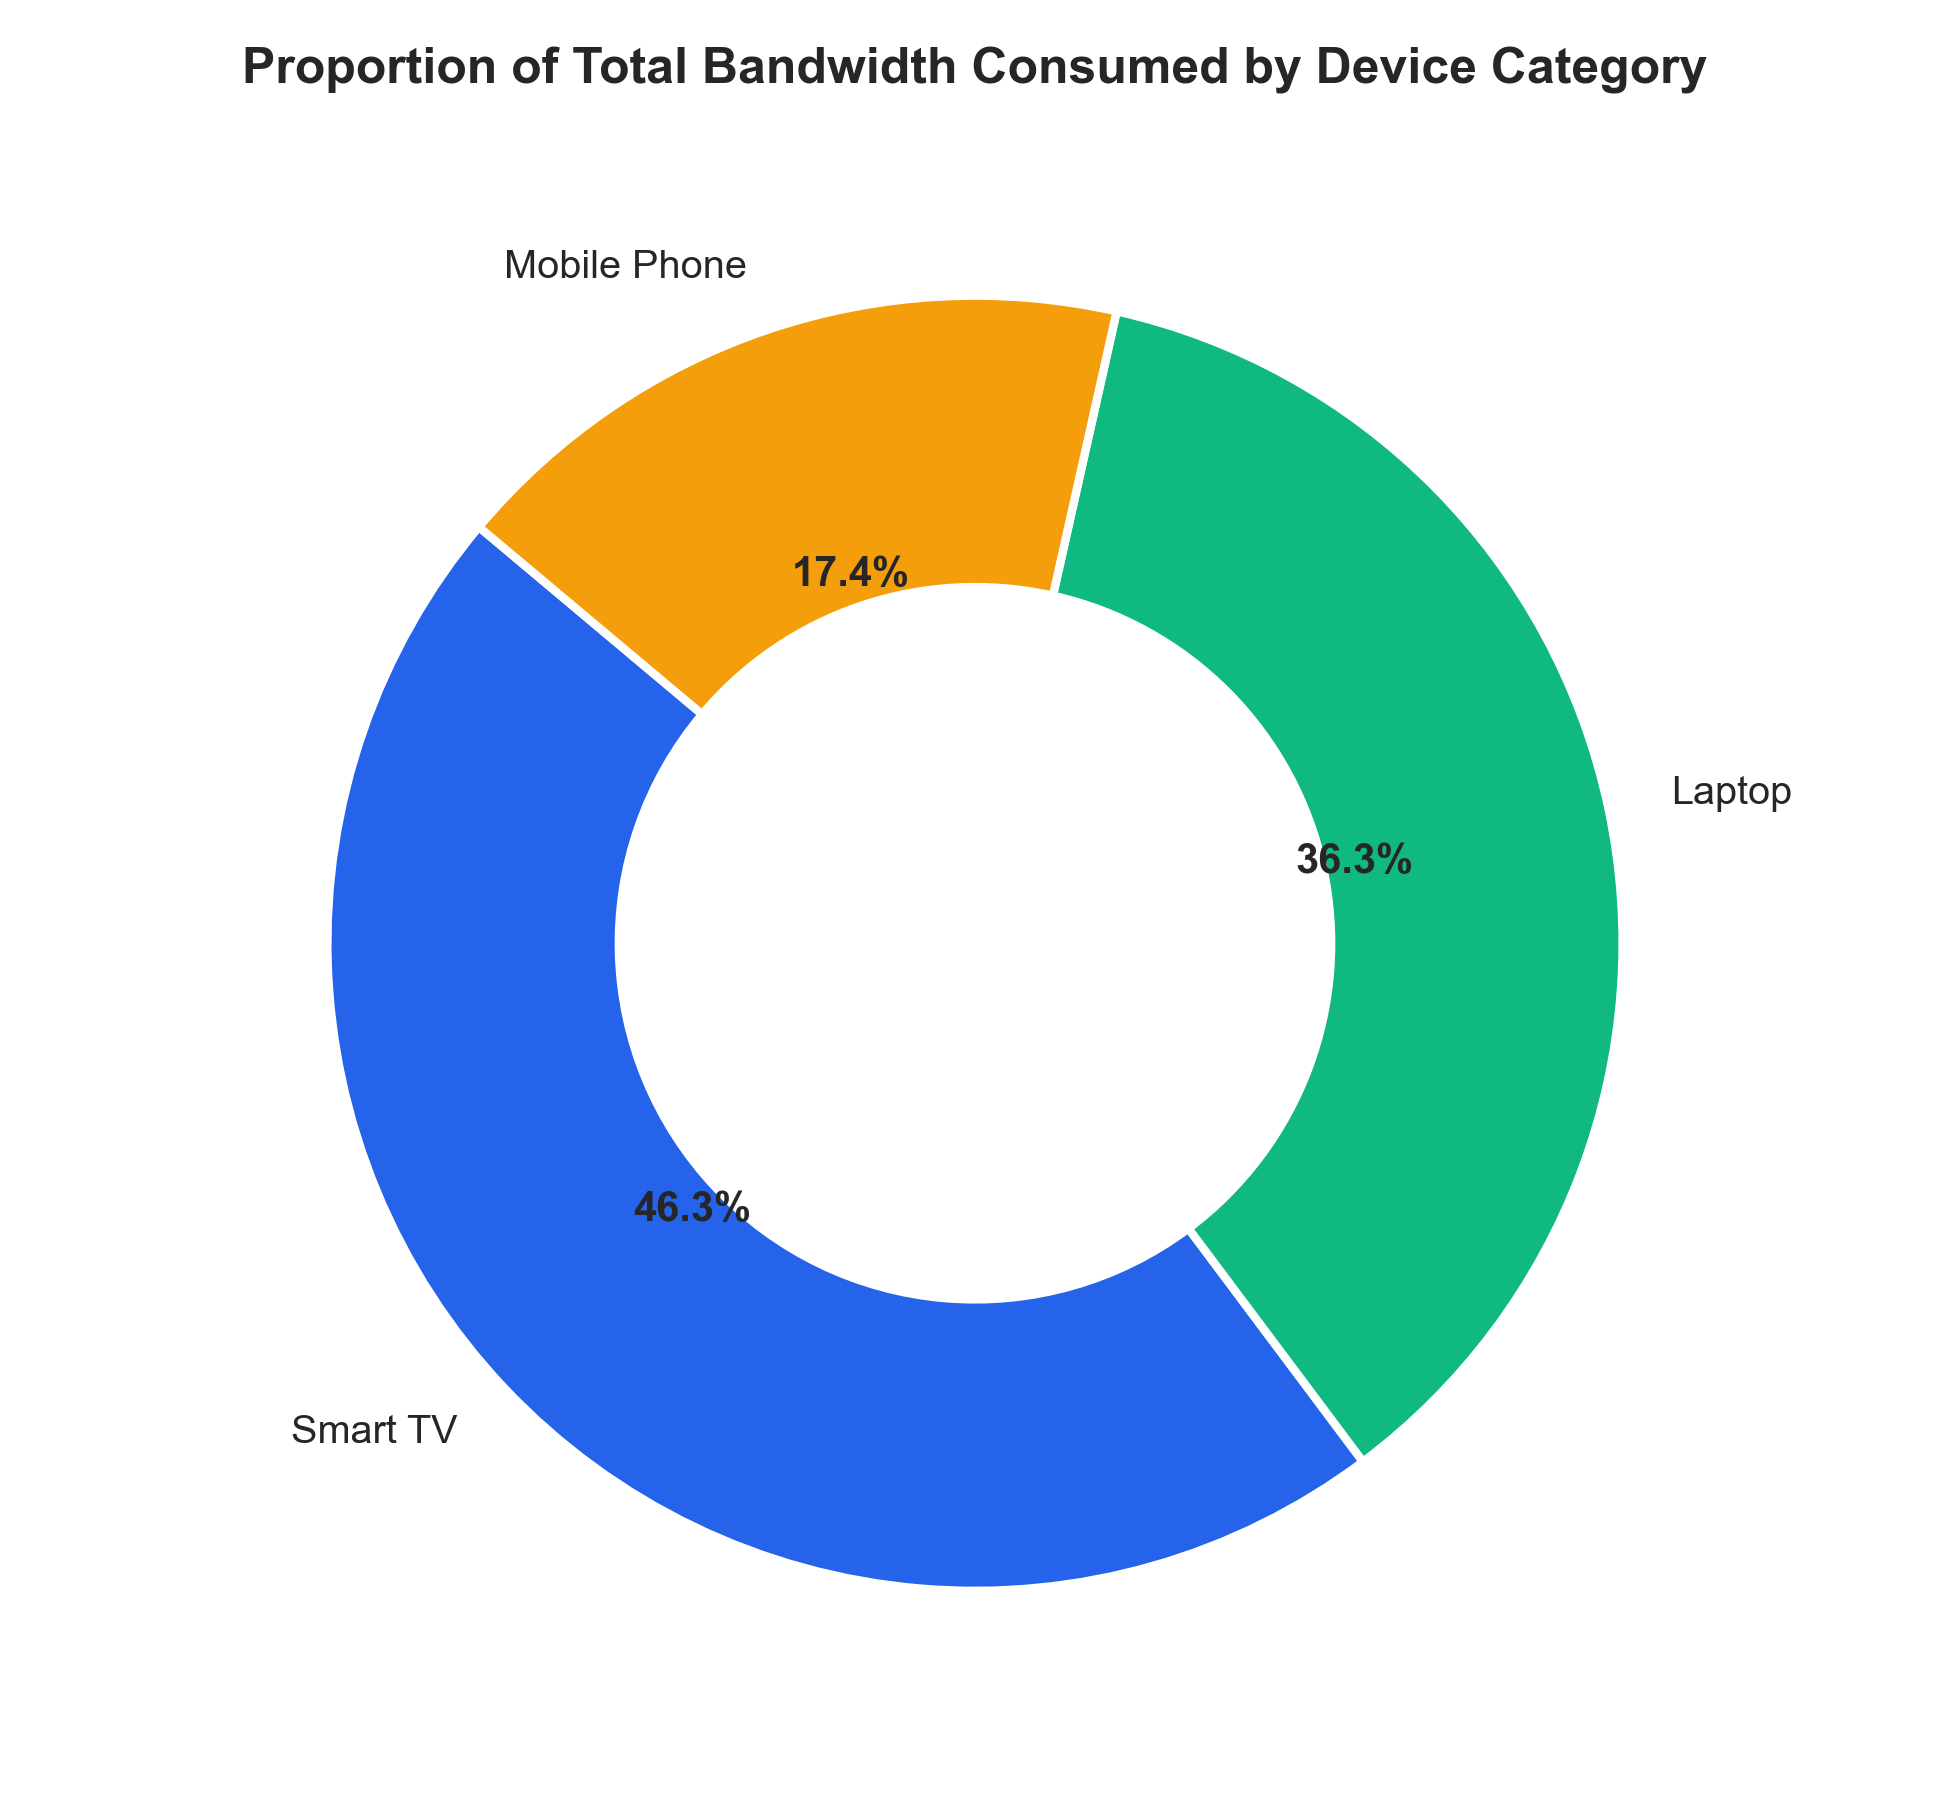 Proportion of Total Bandwidth Consumed by Device Category
Mobile Phone
17.4%
Laptop
36.3%
46.3%
Smart TV